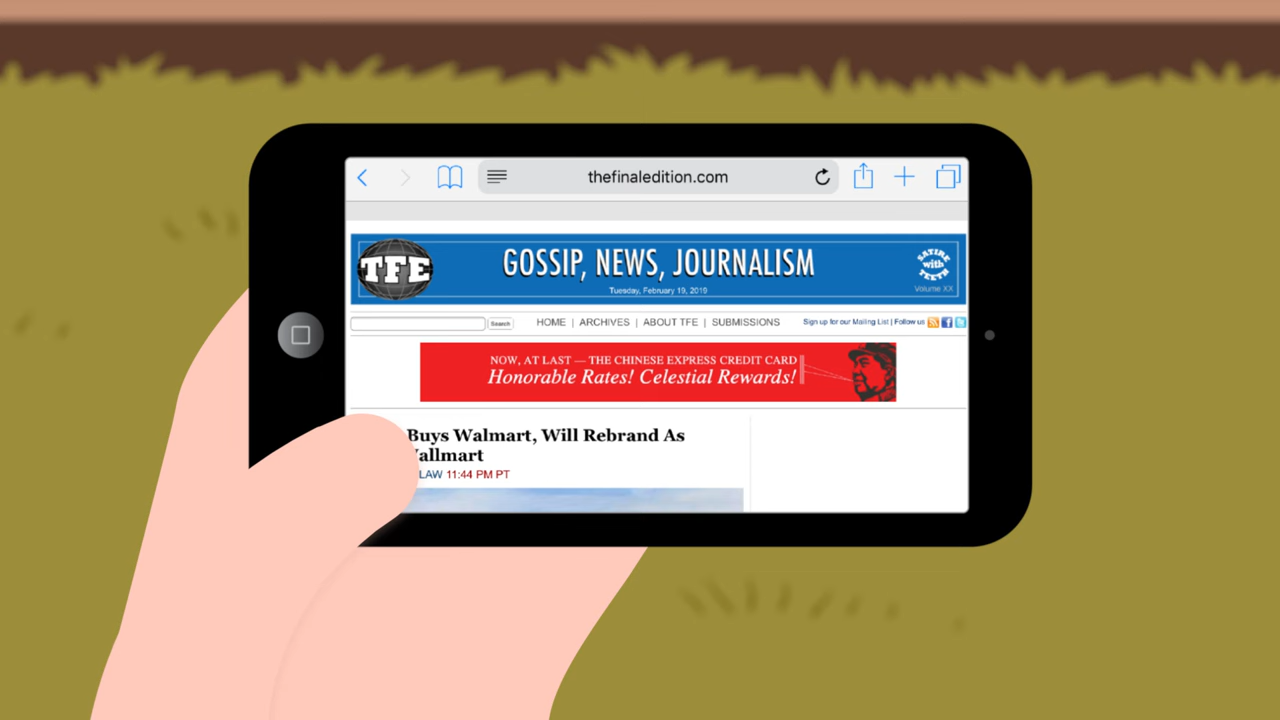 thefinaledition.com
TFE
GOSSIP, NEWS, JOURNALISM
Tuesday, February 19, 2019
SATIRE
with
TEETH
Volume XX
Search
HOME | ARCHIVES | ABOUT TFE | SUBMISSIONS
Sign up for our Mailing List | Follow us
NOW, AT LAST — THE CHINESE EXPRESS CREDIT CARD
Honorable Rates! Celestial Rewards!
Buys Walmart, Will Rebrand As
allmart
LAW 11:44 PM PT